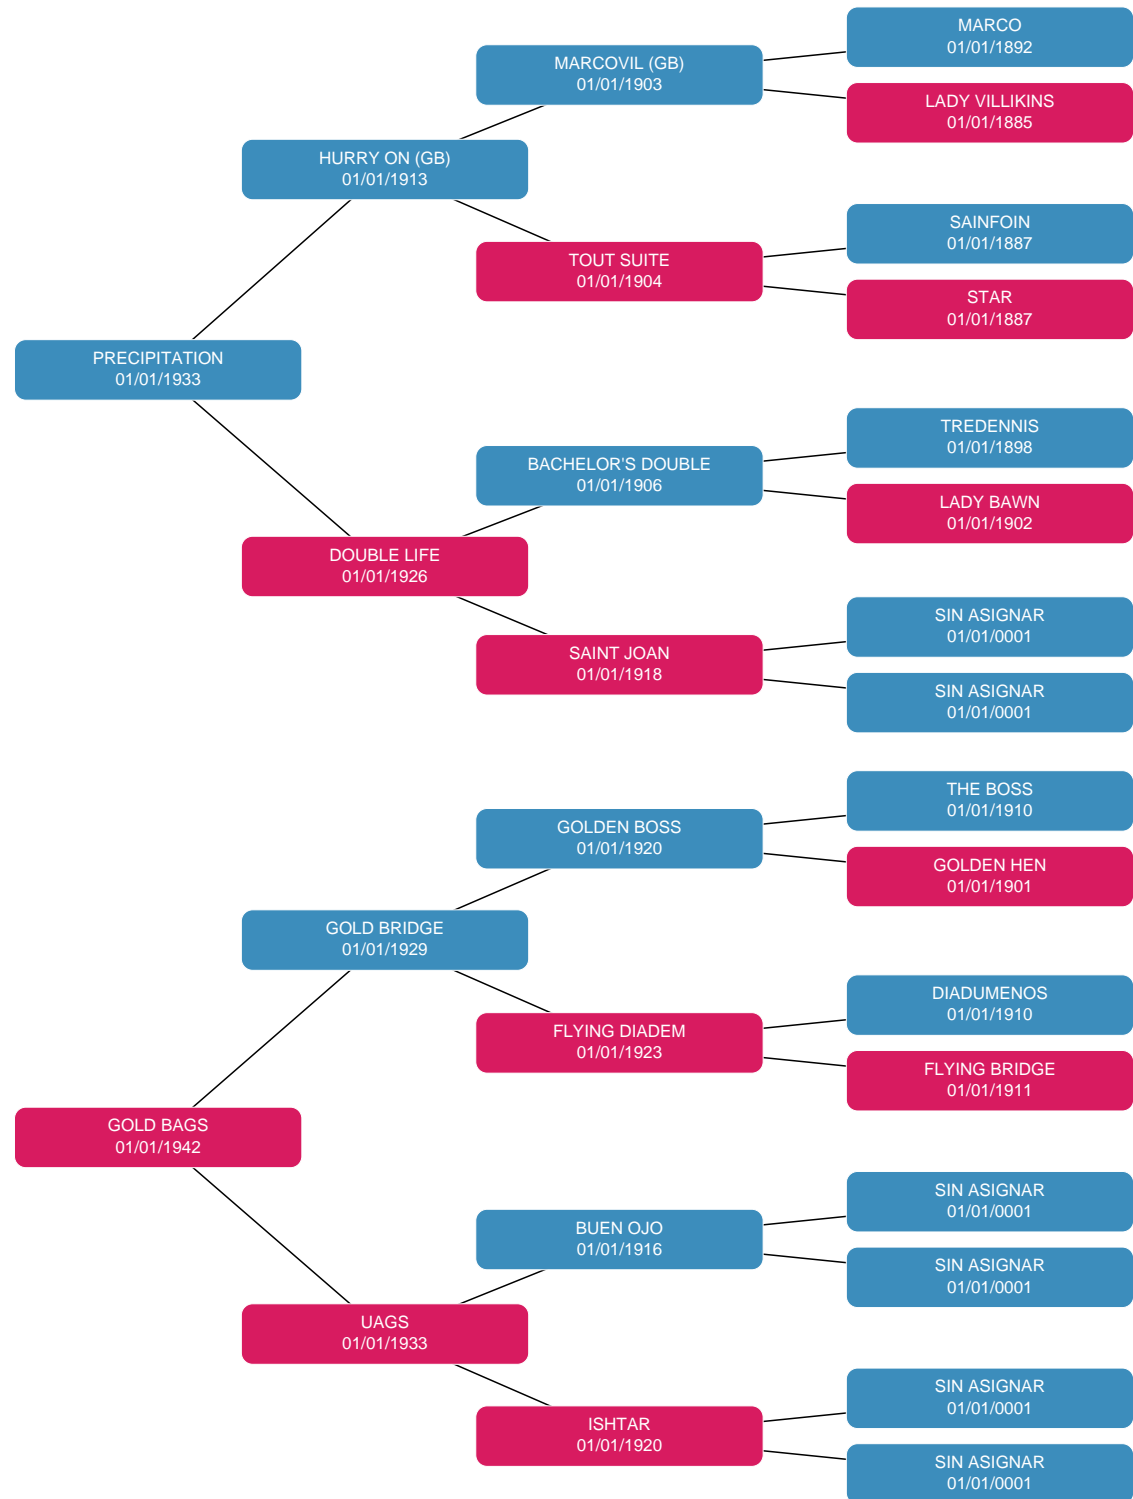 MARCO
01/01/1892
MARCOVIL (GB)
01/01/1903
LADY VILLIKINS
01/01/1885
HURRY ON (GB)
01/01/1913
SAINFOIN
01/01/1887
TOUT SUITE
01/01/1904
STAR
01/01/1887
PRECIPITATION
01/01/1933
TREDENNIS
01/01/1898
BACHELOR'S DOUBLE
01/01/1906
LADY BAWN
01/01/1902
DOUBLE LIFE
01/01/1926
SIN ASIGNAR
01/01/0001
SAINT JOAN
01/01/1918
SIN ASIGNAR
01/01/0001
THE BOSS
01/01/1910
GOLDEN BOSS
01/01/1920
GOLDEN HEN
01/01/1901
GOLD BRIDGE
01/01/1929
DIADUMENOS
01/01/1910
FLYING DIADEM
01/01/1923
FLYING BRIDGE
01/01/1911
GOLD BAGS
01/01/1942
SIN ASIGNAR
01/01/0001
BUEN OJO
01/01/1916
SIN ASIGNAR
01/01/0001
UAGS
01/01/1933
SIN ASIGNAR
01/01/0001
ISHTAR
01/01/1920
SIN ASIGNAR
01/01/0001